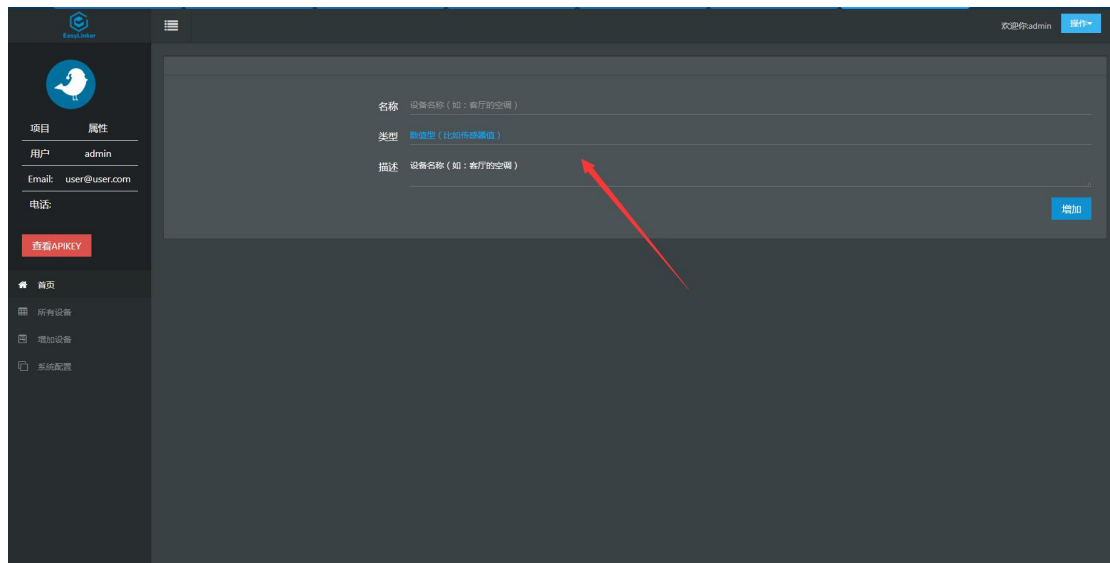 EasyLinker
欢迎你admin
操作
项目 属性
用户 admin
Email: user@user.com
电话:
查看APIKEY
首页
所有设备
增加设备
系统配置
名称 设备名称（如：客厅的空调）
类型 数值型（比如传感器值）
描述 设备名称（如：客厅的空调）
增加